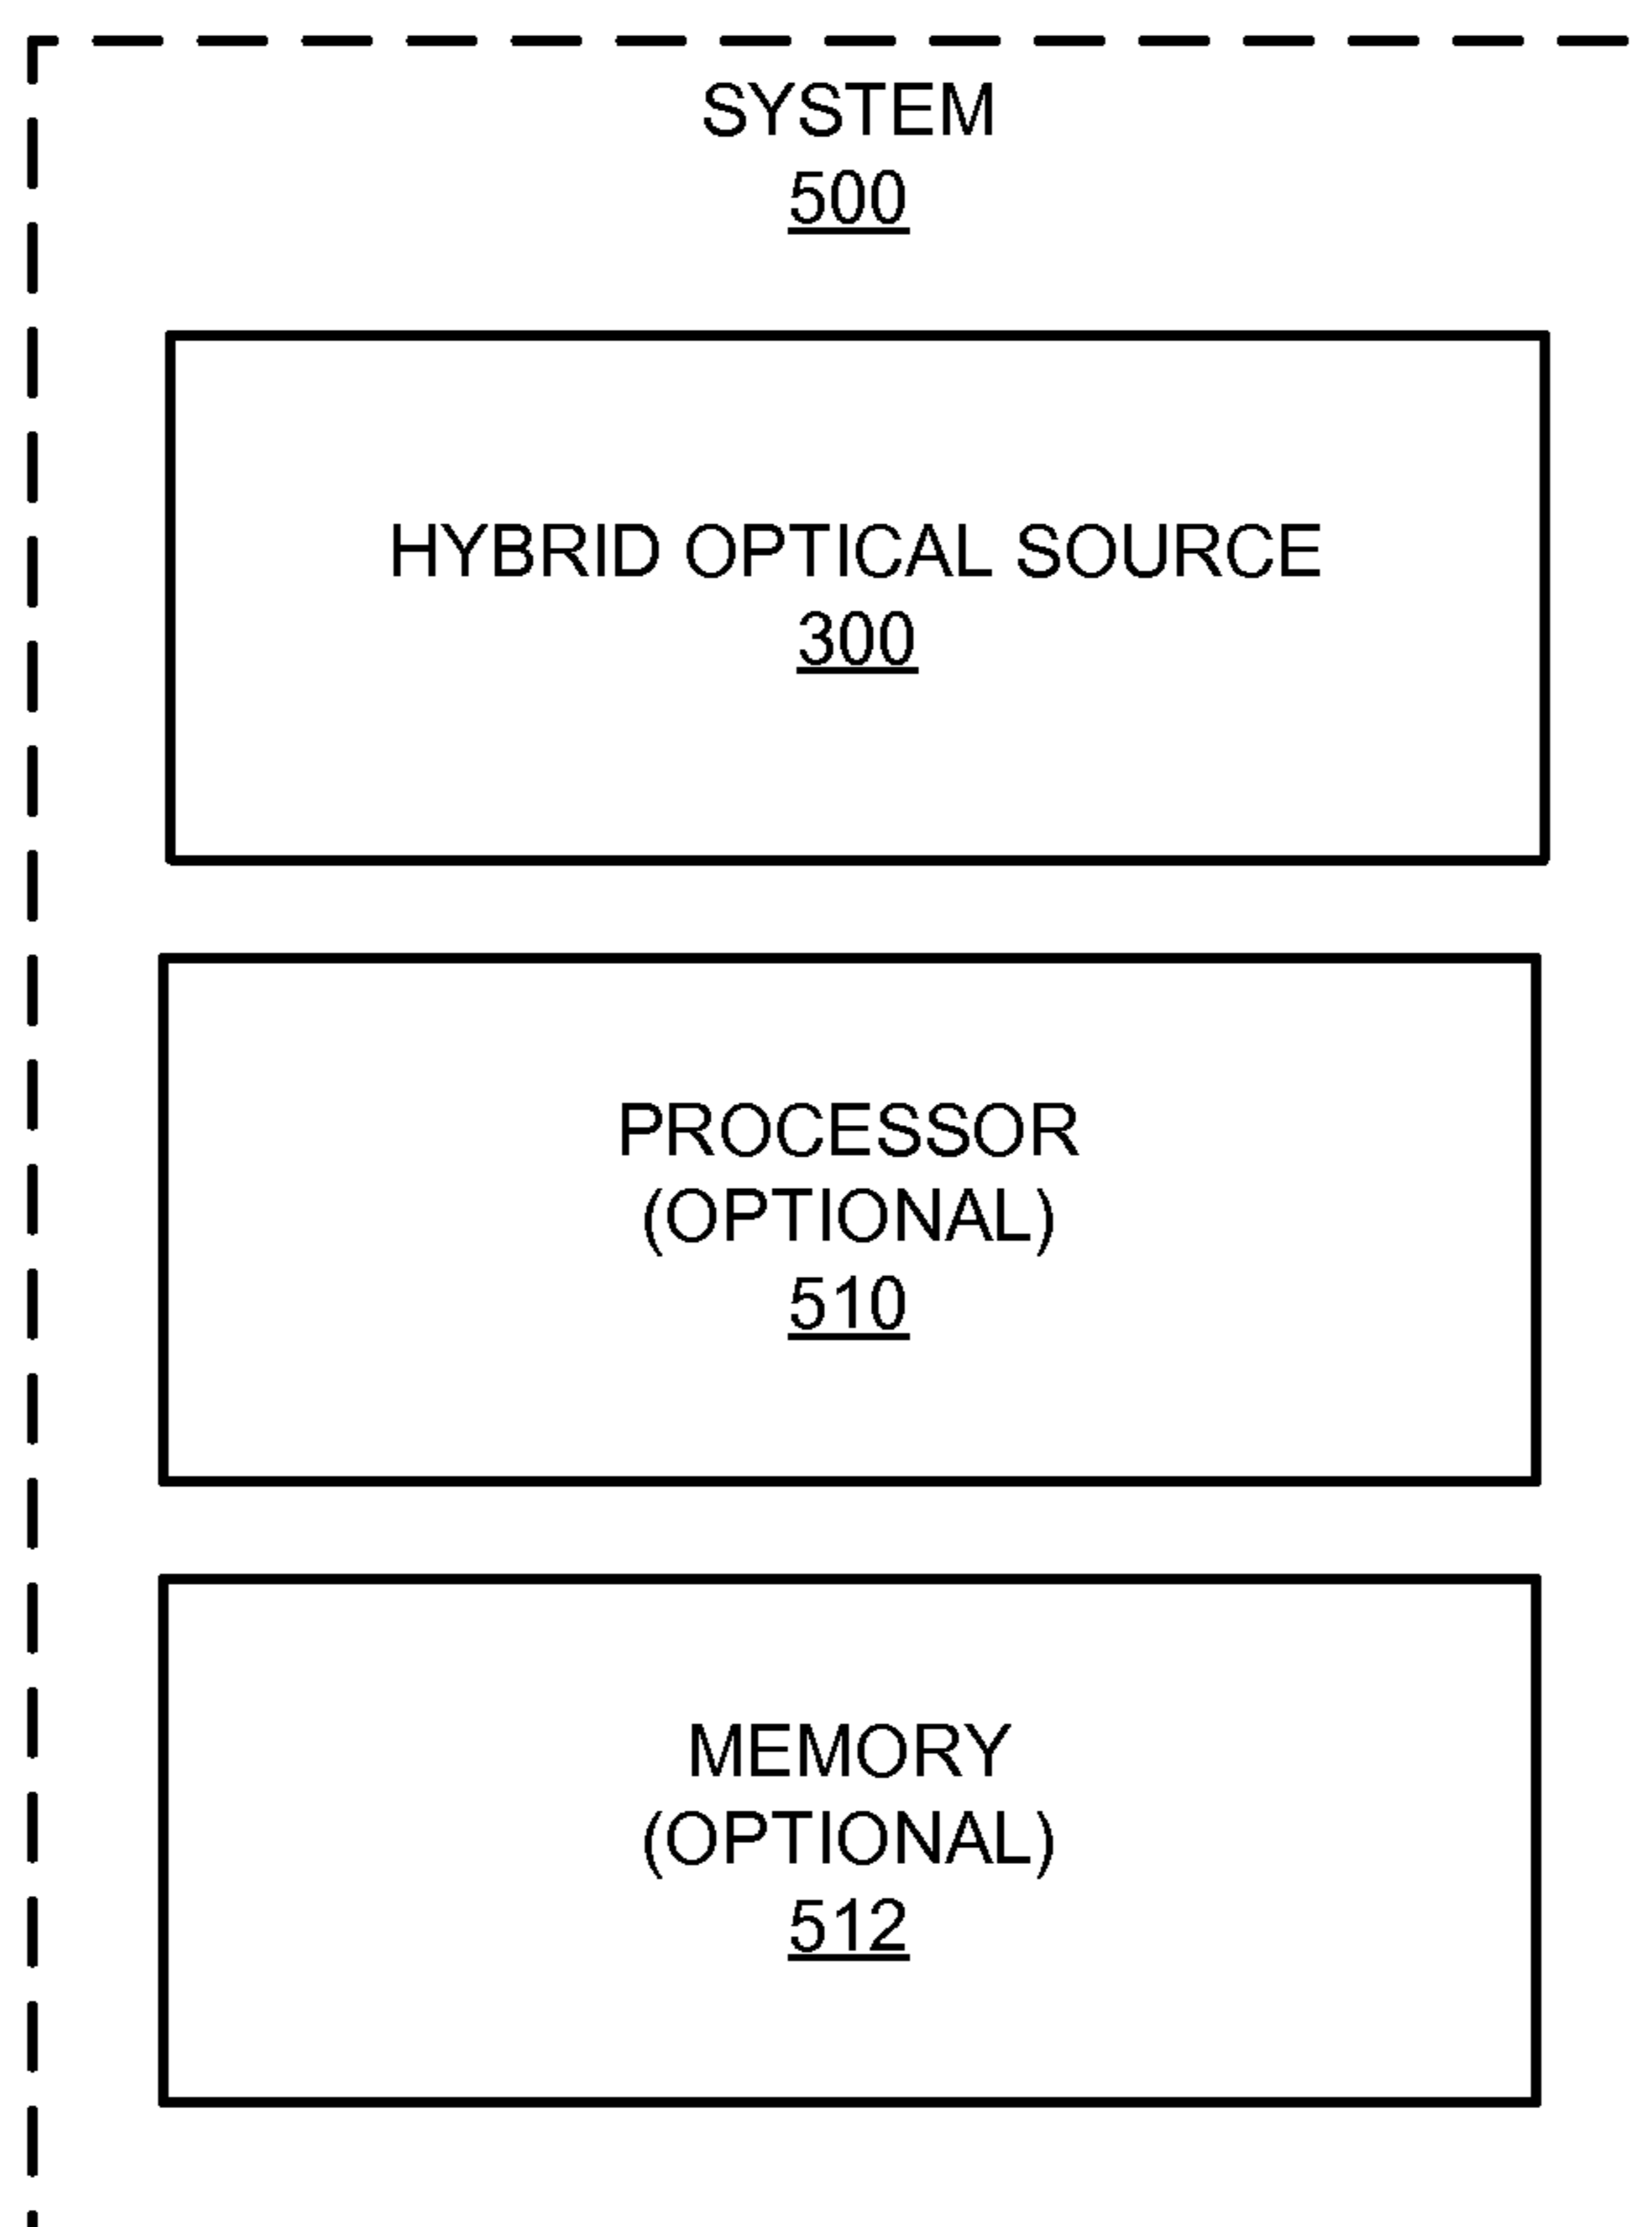 SYSTEM
500
HYBRID OPTICAL SOURCE
300
PROCESSOR
(OPTIONAL)
510
MEMORY
(OPTIONAL)
512